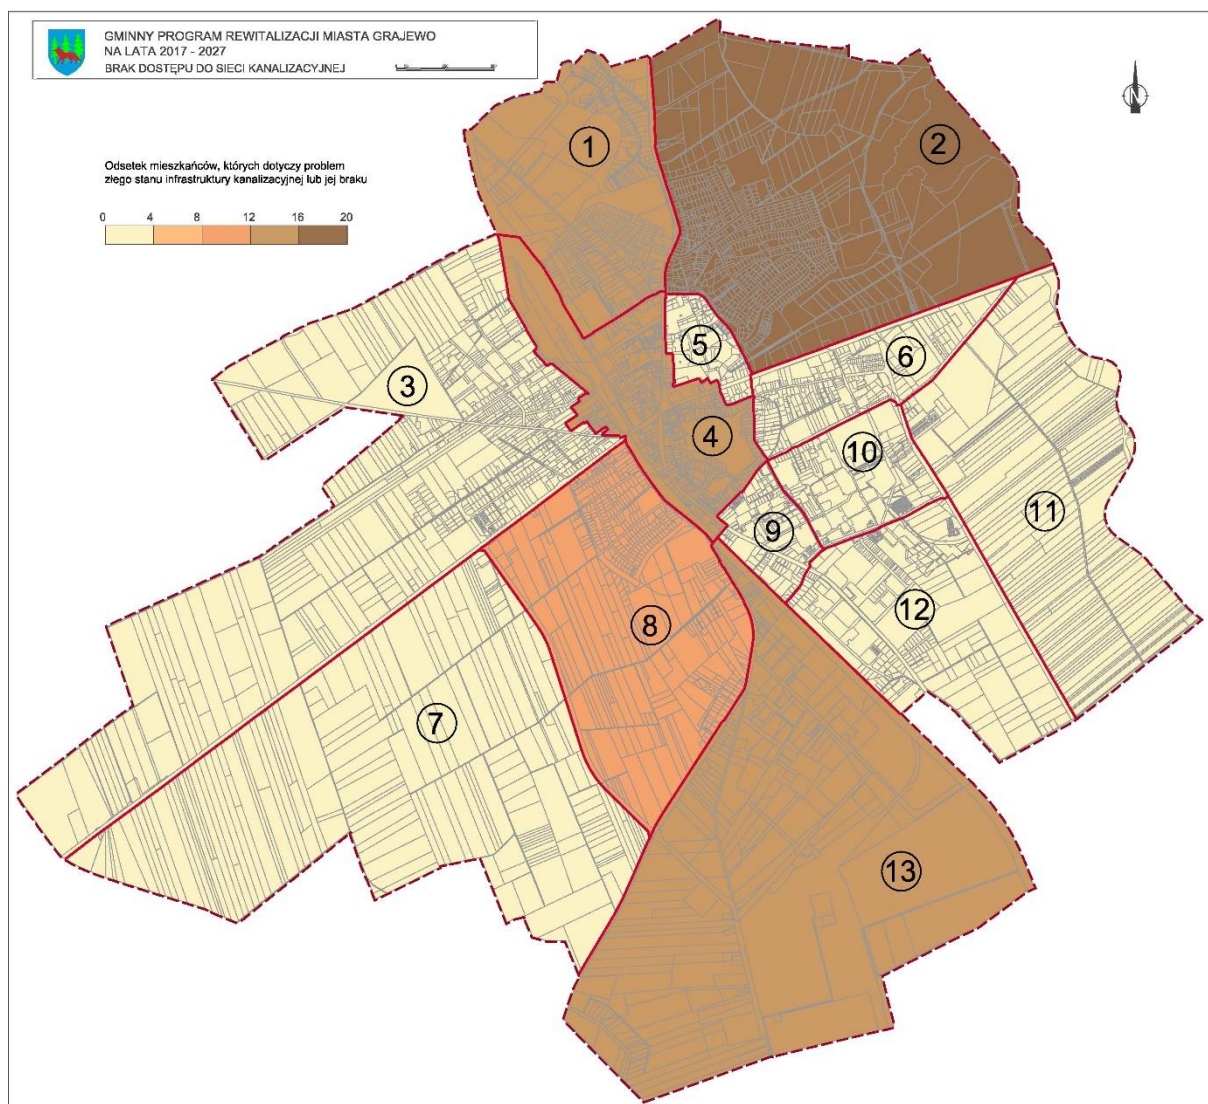 GMINNY PROGRAM REWITALIZACJI MIASTA GRAJEWO
NA LATA 2017 - 2027
BRAK DOSTĘPU DO SIECI KANALIZACYJNEJ
N
Odsetek mieszkańców, których dotyczy problem
złego stanu infrastruktury kanalizacyjnej lub jej braku
0 4 8 12 16 20
1
2
5
6
3
4
10
11
9
12
8
7
13